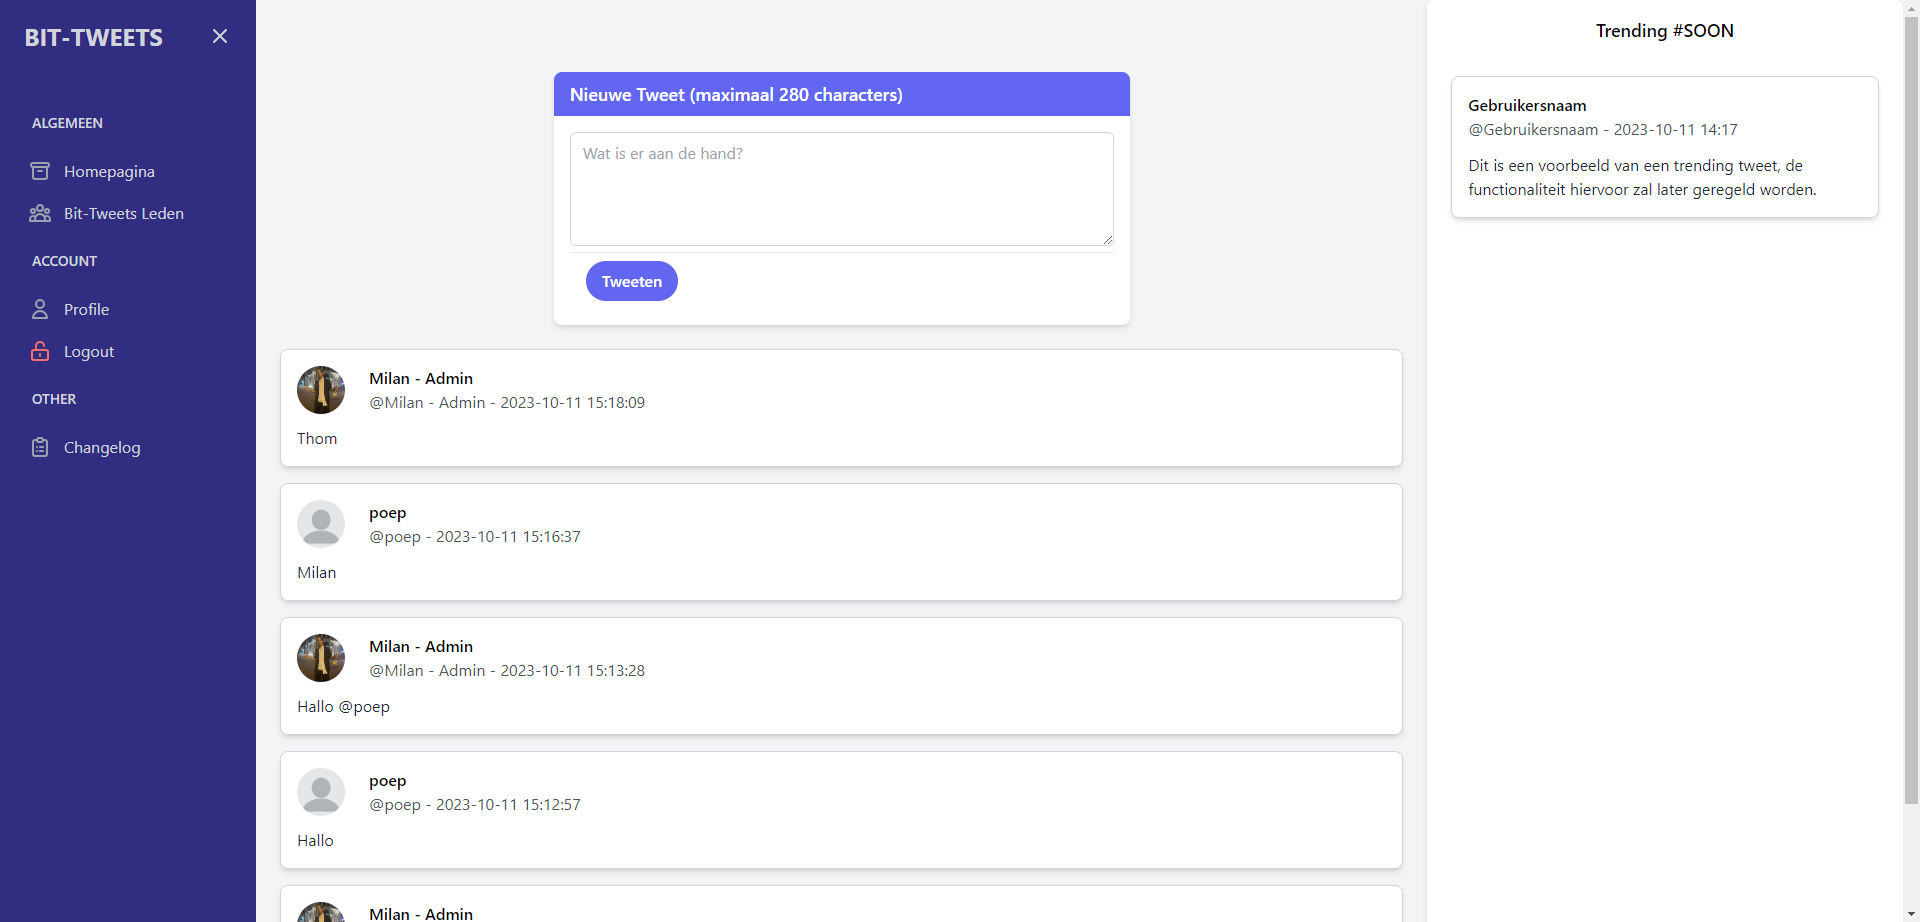 BIT-TWEETS
ALGEMEEN
Homepagina
Bit-Tweets Leden
ACCOUNT
Profile
Logout
OTHER
Changelog
Nieuwe Tweet (maximaal 280 characters)
Wat is er aan de hand?
Tweeten
Milan - Admin
@Milan - Admin - 2023-10-11 15:18:09
Thom
poep
@poep - 2023-10-11 15:16:37
Milan
Milan - Admin
@Milan - Admin - 2023-10-11 15:13:28
Hallo @poep
poep
@poep - 2023-10-11 15:12:57
Hallo
Milan - Admin
Trending #SOON
Gebruikersnaam
@Gebruikersnaam - 2023-10-11 14:17
Dit is een voorbeeld van een trending tweet, de
functionaliteit hiervoor zal later geregeld worden.